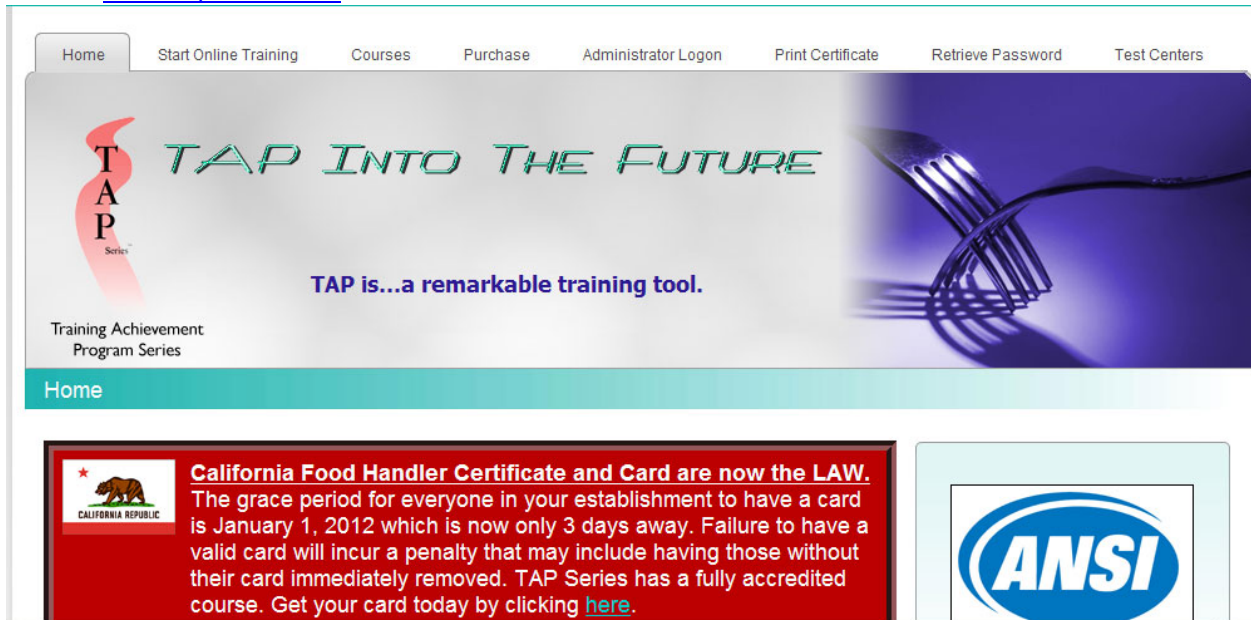 Home Start Online Training Courses Purchase Administrator Logon Print Certificate Retrieve Password Test Centers
TAP INTO THE FUTURE
T
A
P
Series™
TAP is...a remarkable training tool.
Training Achievement
Program Series
Home
California Food Handler Certificate and Card are now the LAW.
The grace period for everyone in your establishment to have a card
is January 1, 2012 which is now only 3 days away. Failure to have a
valid card will incur a penalty that may include having those without
their card immediately removed. TAP Series has a fully accredited
course. Get your card today by clicking here.
CALIFORNIA REPUBLIC
ANSI